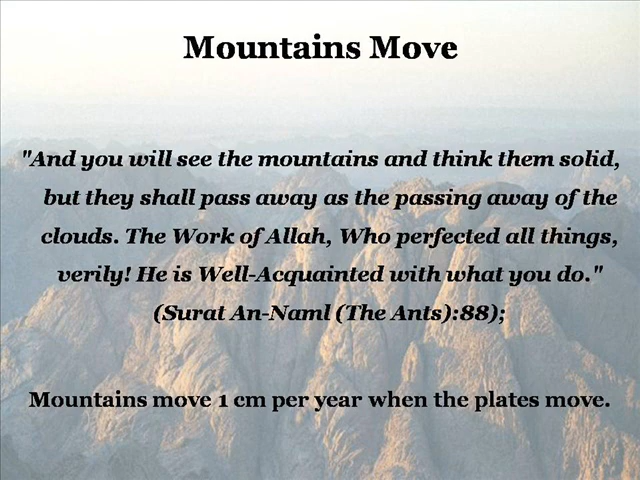 Mountains Move
"And you will see the mountains and think them solid,
but they shall pass away as the passing away of the
clouds. The Work of Allah, Who perfected all things,
verily! He is Well-Acquainted with what you do."
(Surat An-Naml (The Ants):88);
Mountains move 1 cm per year when the plates move.